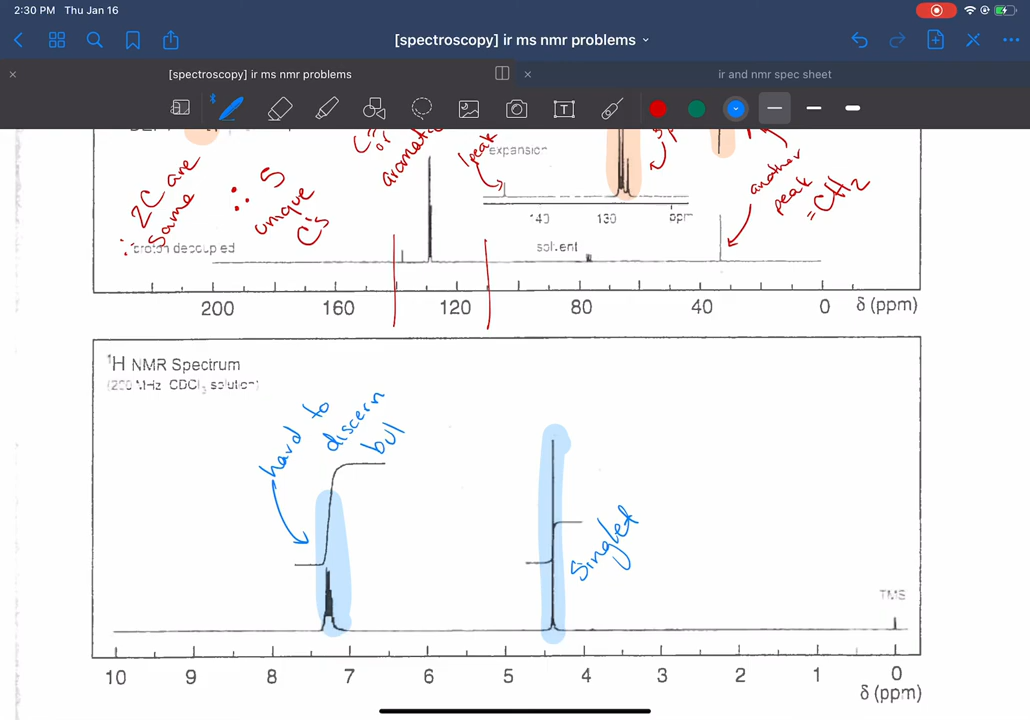 2:30 PM Thu Jan 16
[spectroscopy] ir ms nmr problems
[spectroscopy] ir ms nmr problems
ir and nmr spec sheet
2C are
same
∴ 5
unique
C's
aromatic
1 peak
expansion
140 130 ppm
another
peak
=CH2
proton decoupled
solvent
200 160 120 80 40 0 δ (ppm)
1H NMR Spectrum
(200 MHz CDCl3 solution)
hard to
discern
but
Singlet
TMS
10 9 8 7 6 5 4 3 2 1 0
δ (ppm)